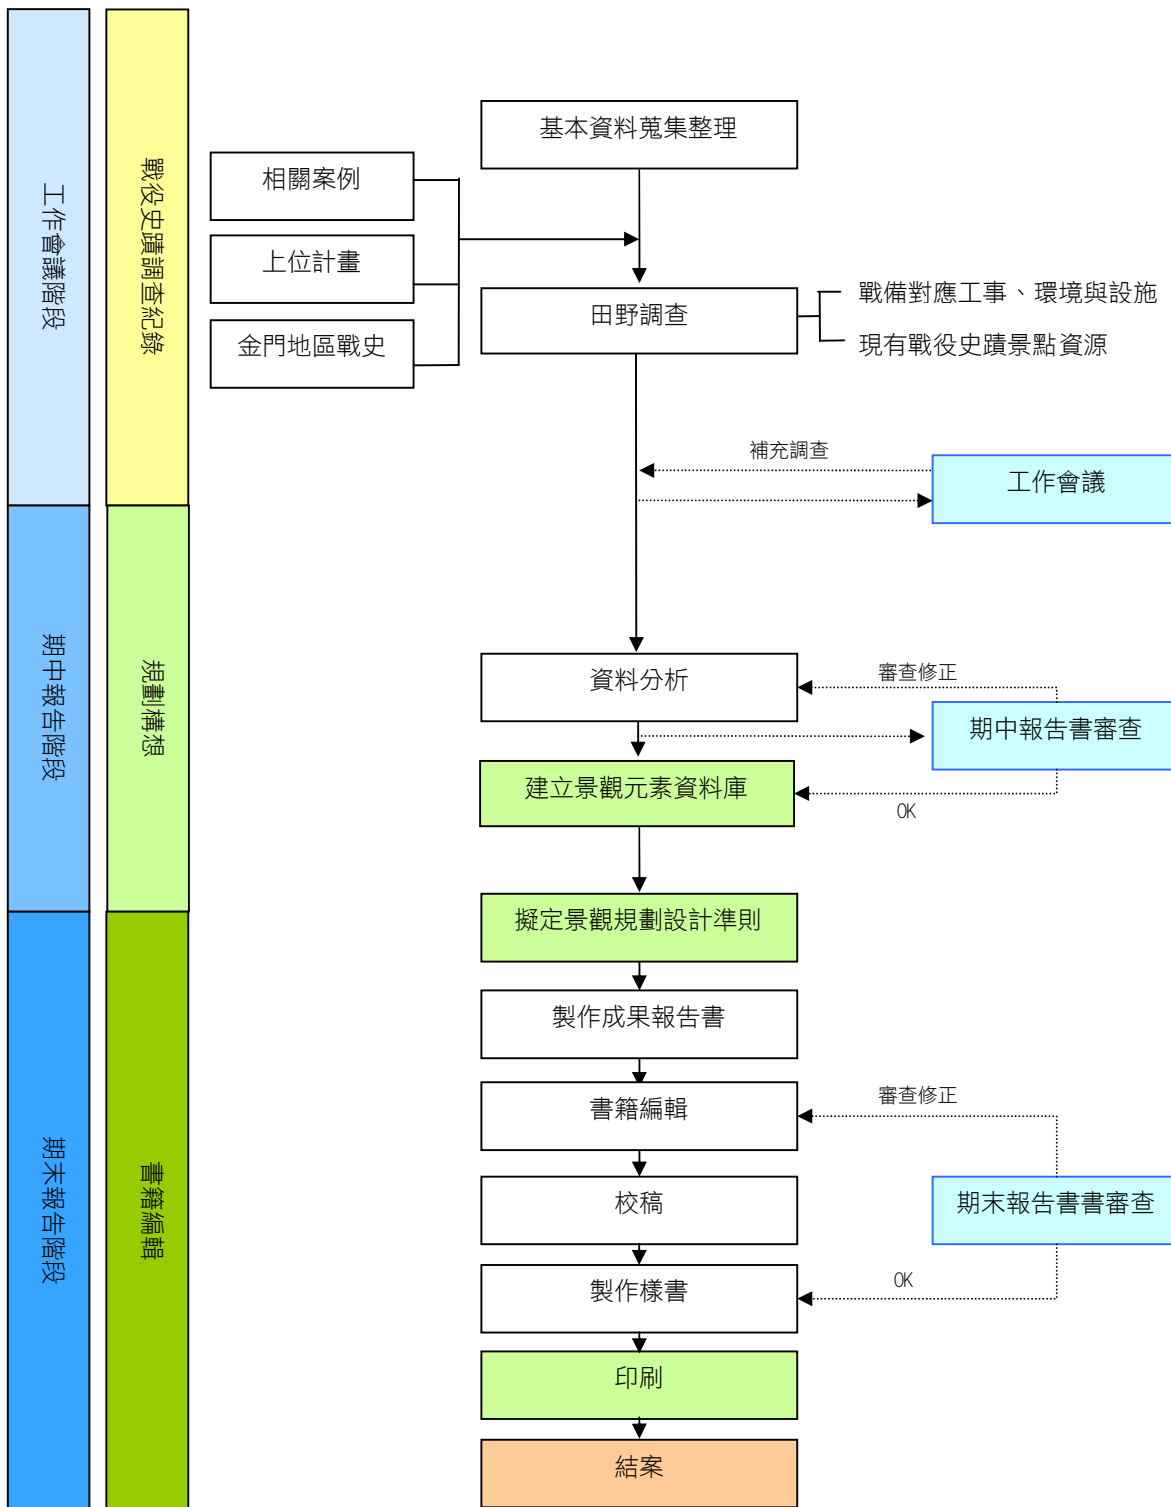 工作會議階段
期中報告階段
期末報告階段
戰役史蹟調查紀錄
規劃構想
書籍編輯
基本資料蒐集整理
相關案例
上位計畫
金門地區戰史
田野調查
戰備對應工事、環境與設施
現有戰役史蹟景點資源
補充調查
工作會議
資料分析
審查修正
期中報告書審查
建立景觀元素資料庫
OK
擬定景觀規劃設計準則
製作成果報告書
書籍編輯
審查修正
校稿
期末報告書書審查
製作樣書
OK
印刷
結案